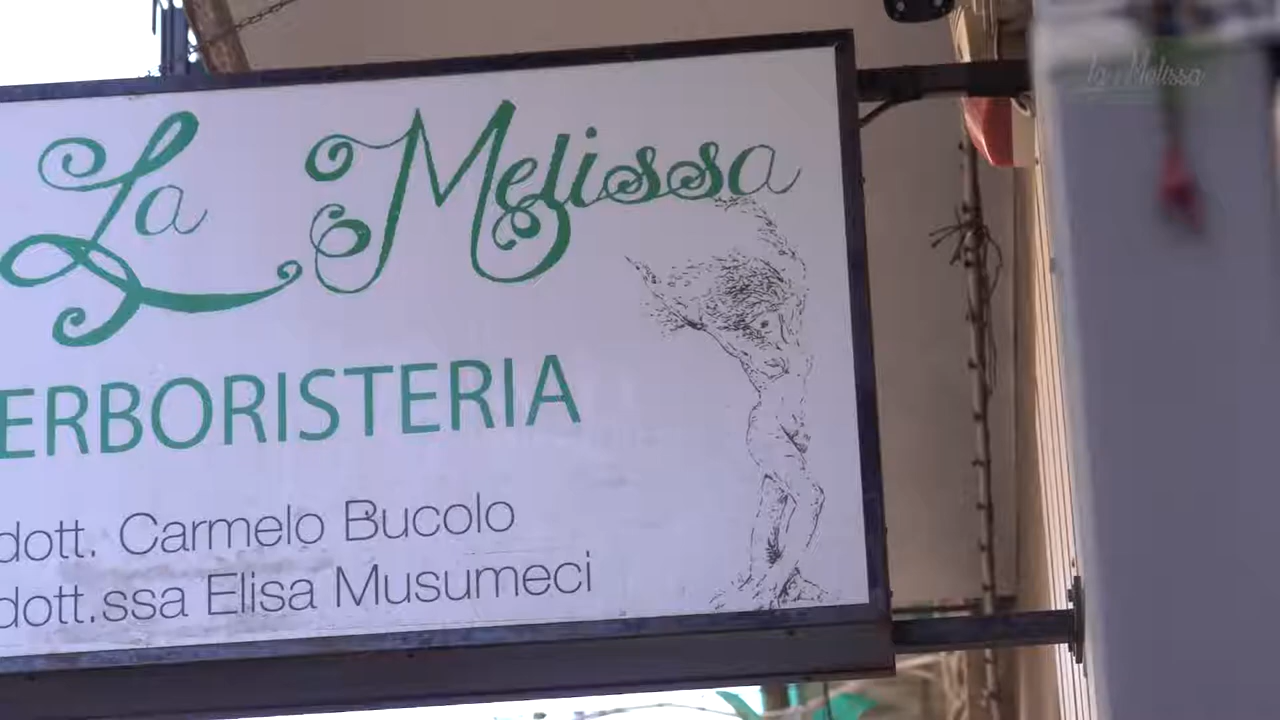 La Melissa
ERBORISTERIA
dott. Carmelo Bucolo
dott.ssa Elisa Musumeci
la Melissa